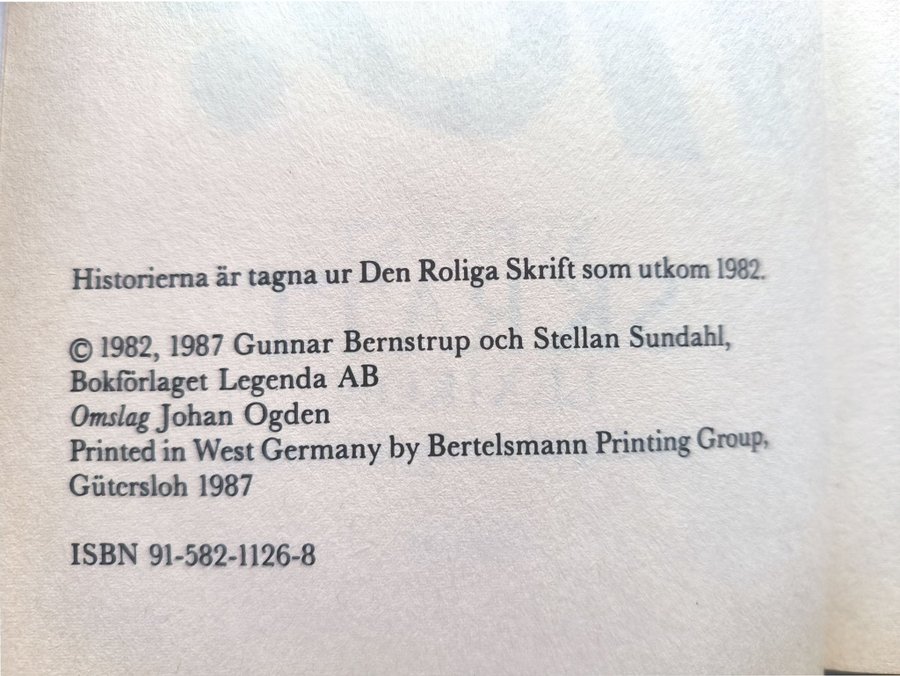 Historierna är tagna ur Den Roliga Skrift som utkom 1982.
© 1982, 1987 Gunnar Bernstrup och Stellan Sundahl,
Bokförlaget Legenda AB
Omslag Johan Ogden
Printed in West Germany by Bertelsmann Printing Group,
Gütersloh 1987
ISBN 91-582-1126-8